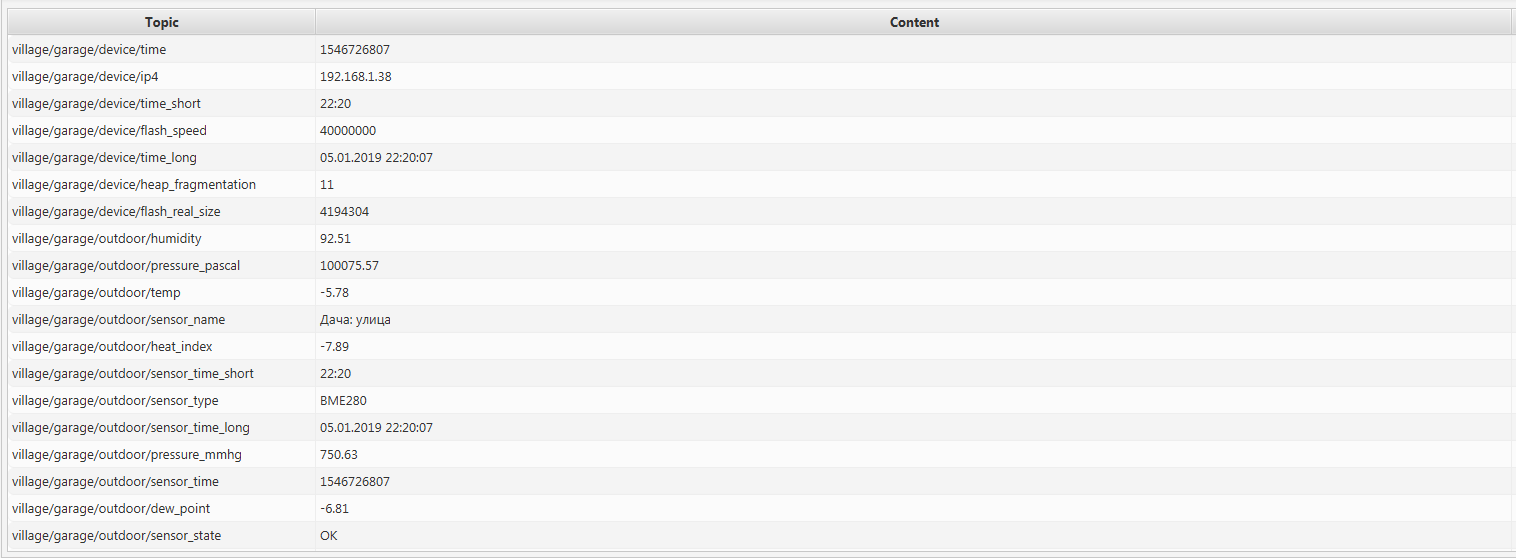 Topic Content
village/garage/device/time 1546726807
village/garage/device/ip4 192.168.1.38
village/garage/device/time_short 22:20
village/garage/device/flash_speed 40000000
village/garage/device/time_long 05.01.2019 22:20:07
village/garage/device/heap_fragmentation 11
village/garage/device/flash_real_size 4194304
village/garage/outdoor/humidity 92.51
village/garage/outdoor/pressure_pascal 100075.57
village/garage/outdoor/temp -5.78
village/garage/outdoor/sensor_name Дача: улица
village/garage/outdoor/heat_index -7.89
village/garage/outdoor/sensor_time_short 22:20
village/garage/outdoor/sensor_type BME280
village/garage/outdoor/sensor_time_long 05.01.2019 22:20:07
village/garage/outdoor/pressure_mmhg 750.63
village/garage/outdoor/sensor_time 1546726807
village/garage/outdoor/dew_point -6.81
village/garage/outdoor/sensor_state OK